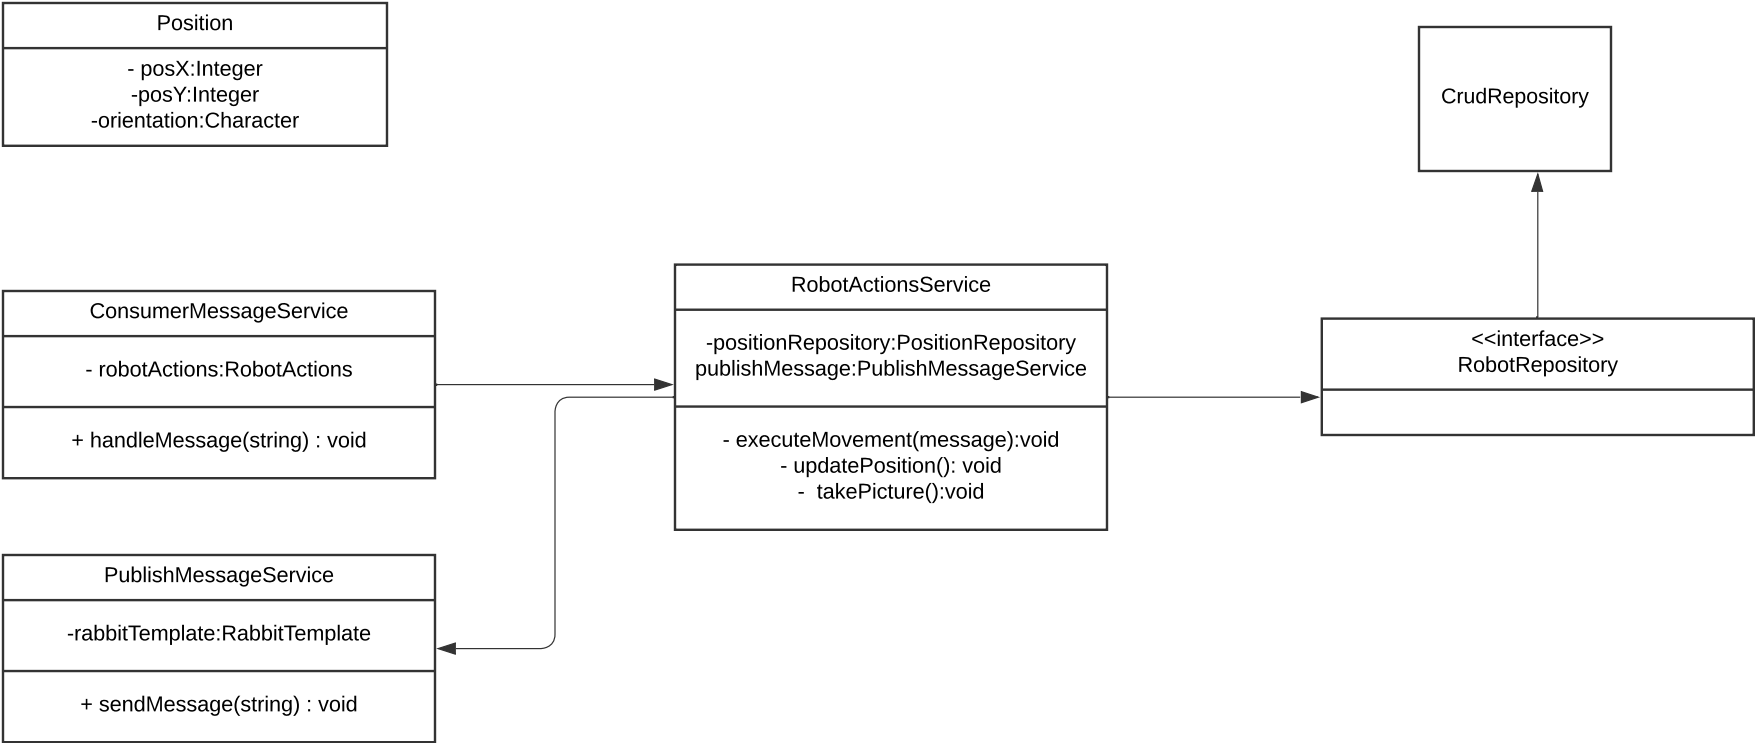 Position
- posX:Integer
-posY:Integer
-orientation:Character
CrudRepository
ConsumerMessageService
- robotActions:RobotActions
+ handleMessage(string) : void
RobotActionsService
-positionRepository:PositionRepository
publishMessage:PublishMessageService
- executeMovement(message):void
- updatePosition(): void
-  takePicture():void
<<interface>>
RobotRepository
PublishMessageService
-rabbitTemplate:RabbitTemplate
+ sendMessage(string) : void